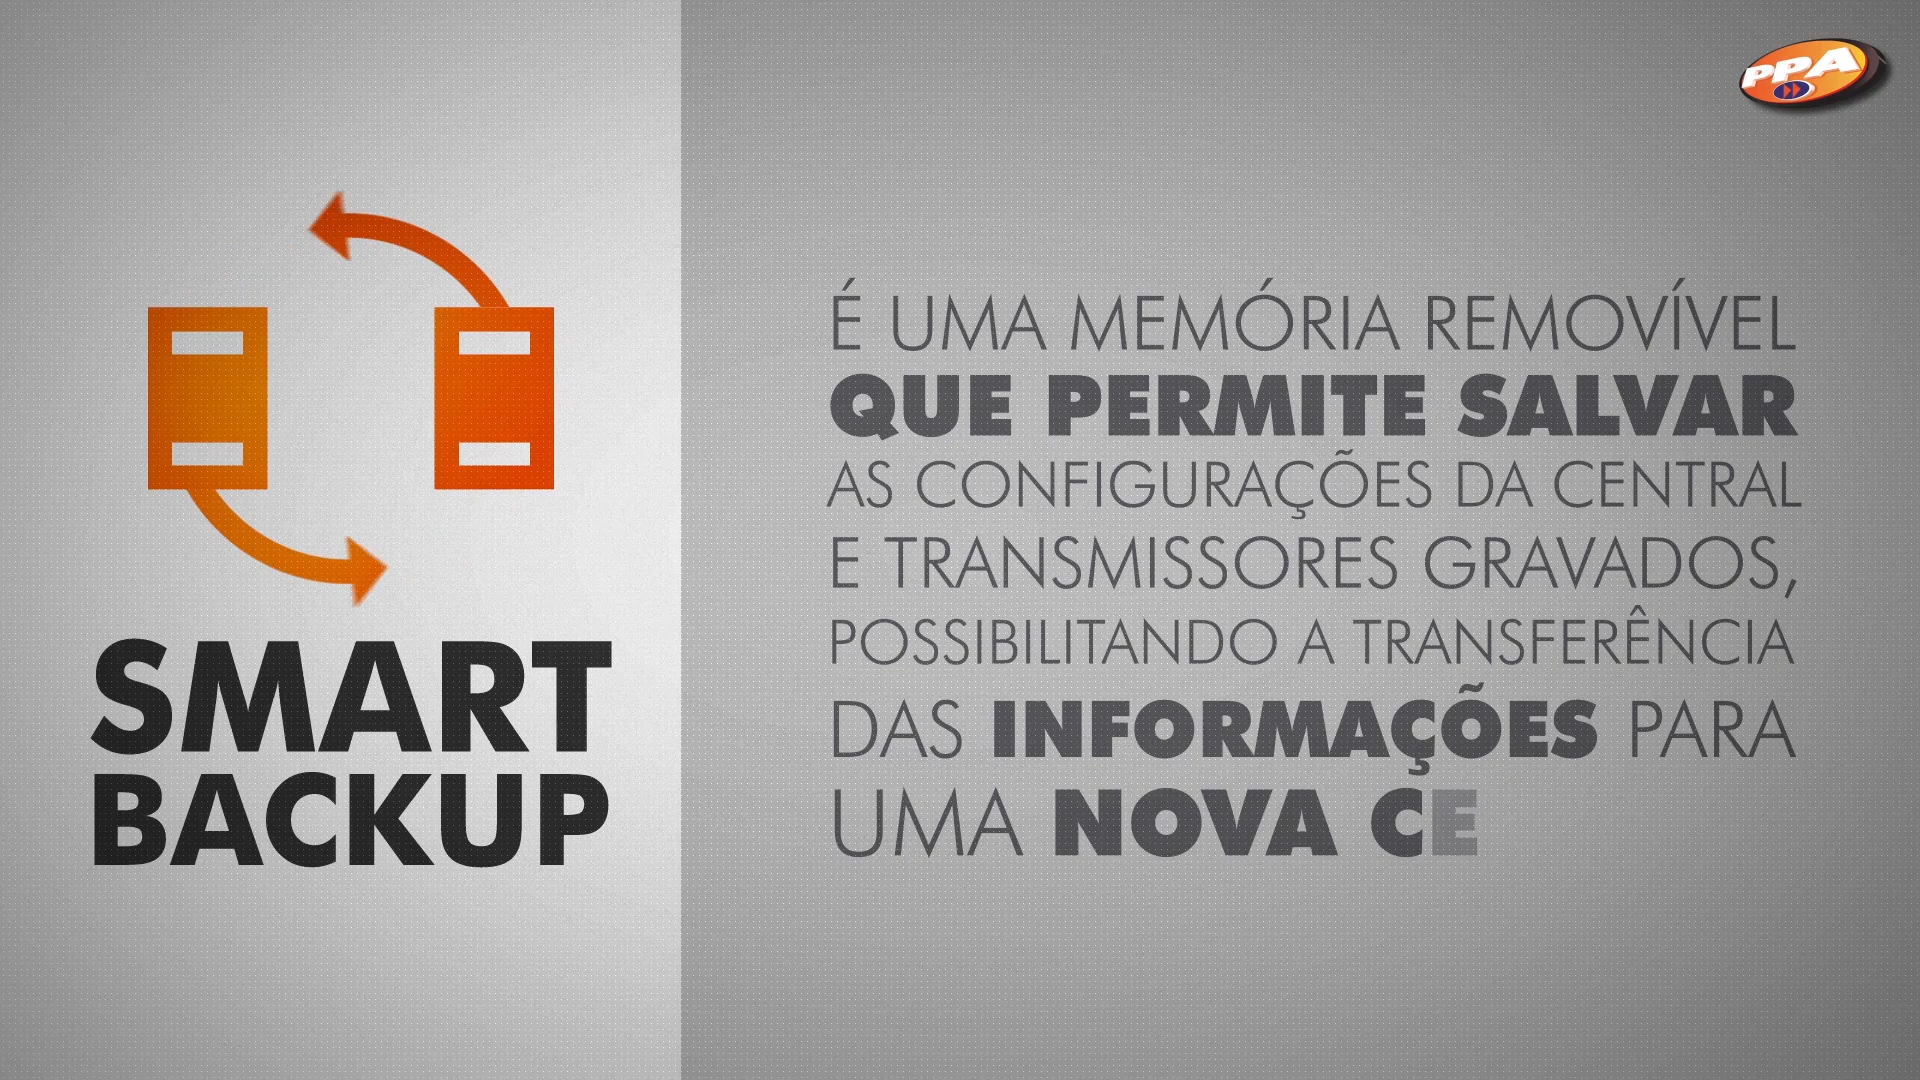 SMART
BACKUP
PPA
É UMA MEMÓRIA REMOVÍVEL
QUE PERMITE SALVAR
AS CONFIGURAÇÕES DA CENTRAL
E TRANSMISSORES GRAVADOS,
POSSIBILITANDO A TRANSFERÊNCIA
DAS INFORMAÇÕES PARA
UMA NOVA CE